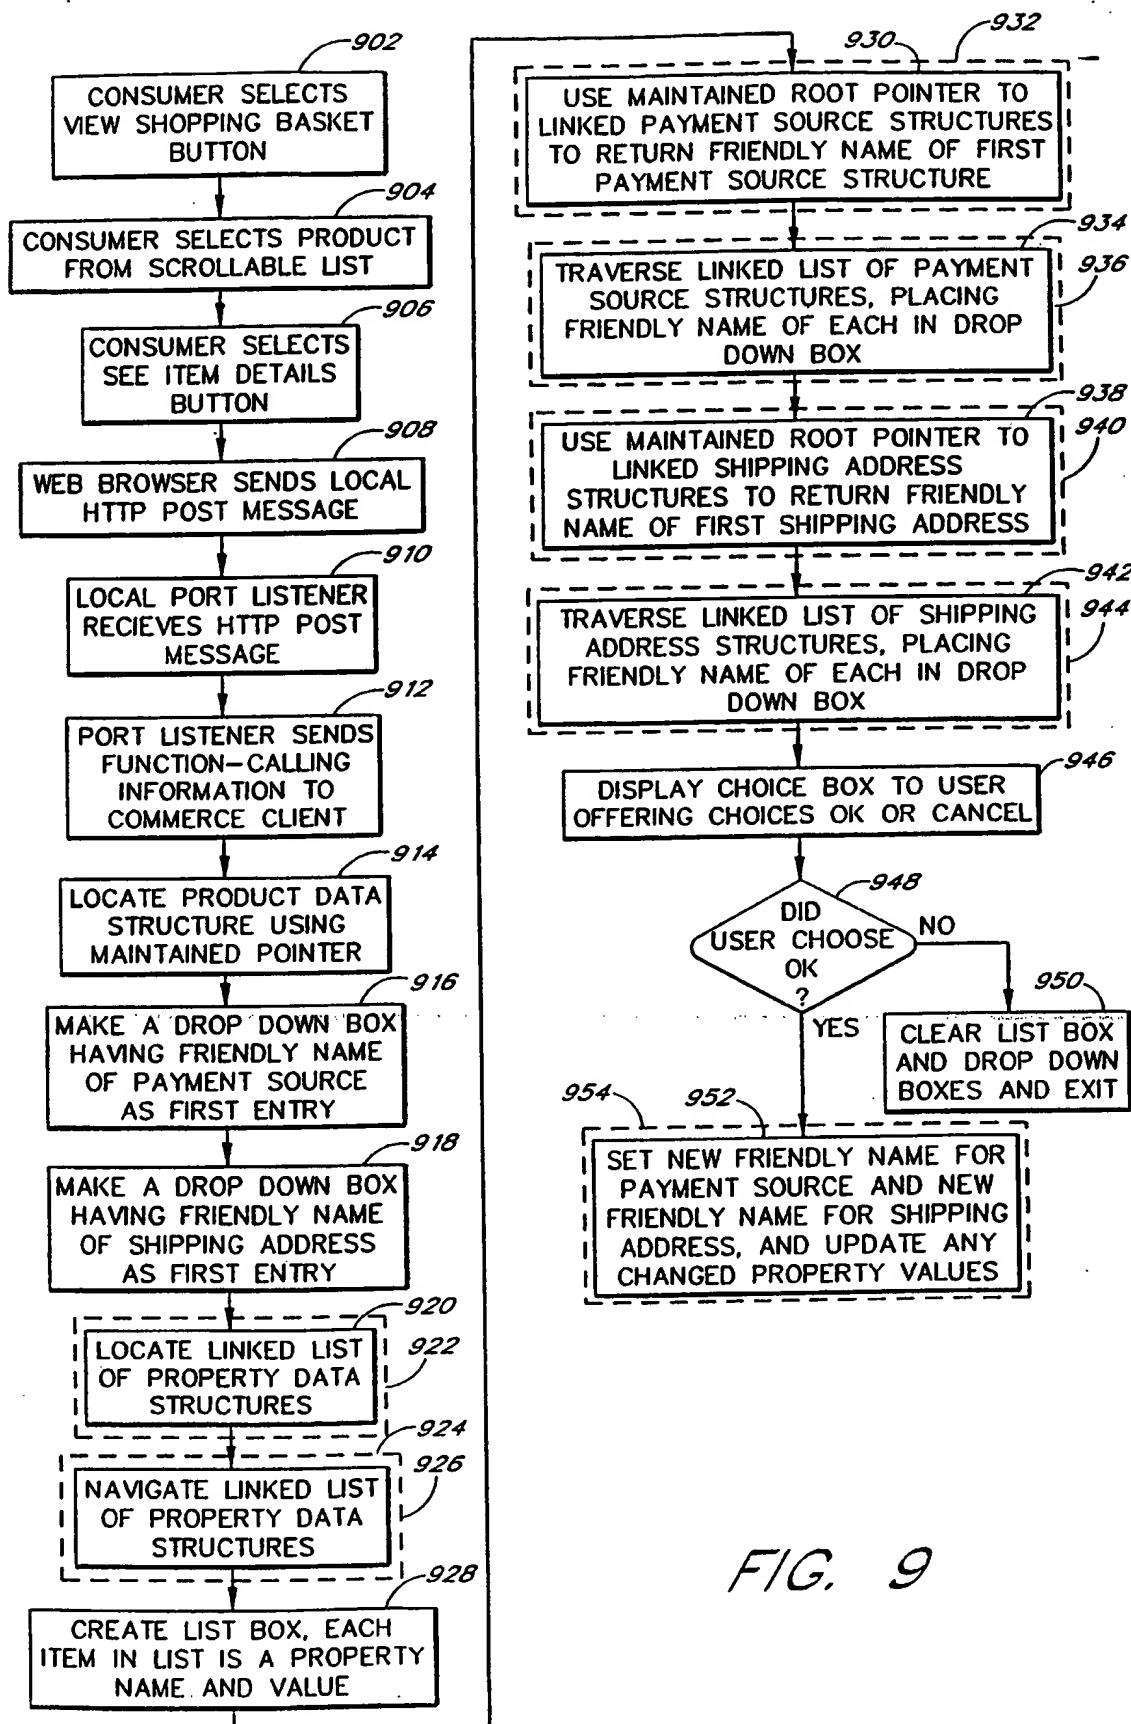 902
CONSUMER SELECTS
VIEW SHOPPING BASKET
BUTTON
904
CONSUMER SELECTS PRODUCT
FROM SCROLLABLE LIST
906
CONSUMER SELECTS
SEE ITEM DETAILS
BUTTON
908
WEB BROWSER SENDS LOCAL
HTTP POST MESSAGE
910
LOCAL PORT LISTENER
RECIEVES HTTP POST
MESSAGE
912
PORT LISTENER SENDS
FUNCTION-CALLING
INFORMATION TO
COMMERCE CLIENT
914
LOCATE PRODUCT DATA
STRUCTURE USING
MAINTAINED POINTER
916
MAKE A DROP DOWN BOX
HAVING FRIENDLY NAME
OF PAYMENT SOURCE
AS FIRST ENTRY
918
MAKE A DROP DOWN BOX
HAVING FRIENDLY NAME
OF SHIPPING ADDRESS
AS FIRST ENTRY
920
922
LOCATE LINKED LIST
OF PROPERTY DATA
STRUCTURES
924
926
NAVIGATE LINKED LIST
OF PROPERTY DATA
STRUCTURES
928
CREATE LIST BOX, EACH
ITEM IN LIST IS A PROPERTY
NAME AND VALUE
930
932
USE MAINTAINED ROOT POINTER TO
LINKED PAYMENT SOURCE STRUCTURES
TO RETURN FRIENDLY NAME OF FIRST
PAYMENT SOURCE STRUCTURE
934
936
TRAVERSE LINKED LIST OF PAYMENT
SOURCE STRUCTURES, PLACING
FRIENDLY NAME OF EACH IN DROP
DOWN BOX
938
940
USE MAINTAINED ROOT POINTER TO
LINKED SHIPPING ADDRESS
STRUCTURES TO RETURN FRIENDLY
NAME OF FIRST SHIPPING ADDRESS
942
944
TRAVERSE LINKED LIST OF SHIPPING
ADDRESS STRUCTURES, PLACING
FRIENDLY NAME OF EACH IN DROP
DOWN BOX
946
DISPLAY CHOICE BOX TO USER
OFFERING CHOICES OK OR CANCEL
948
DID
USER CHOOSE
OK
?
NO
YES
950
CLEAR LIST BOX
AND DROP DOWN
BOXES AND EXIT
954
952
SET NEW FRIENDLY NAME FOR
PAYMENT SOURCE AND NEW
FRIENDLY NAME FOR SHIPPING
ADDRESS, AND UPDATE ANY
CHANGED PROPERTY VALUES
FIG. 9